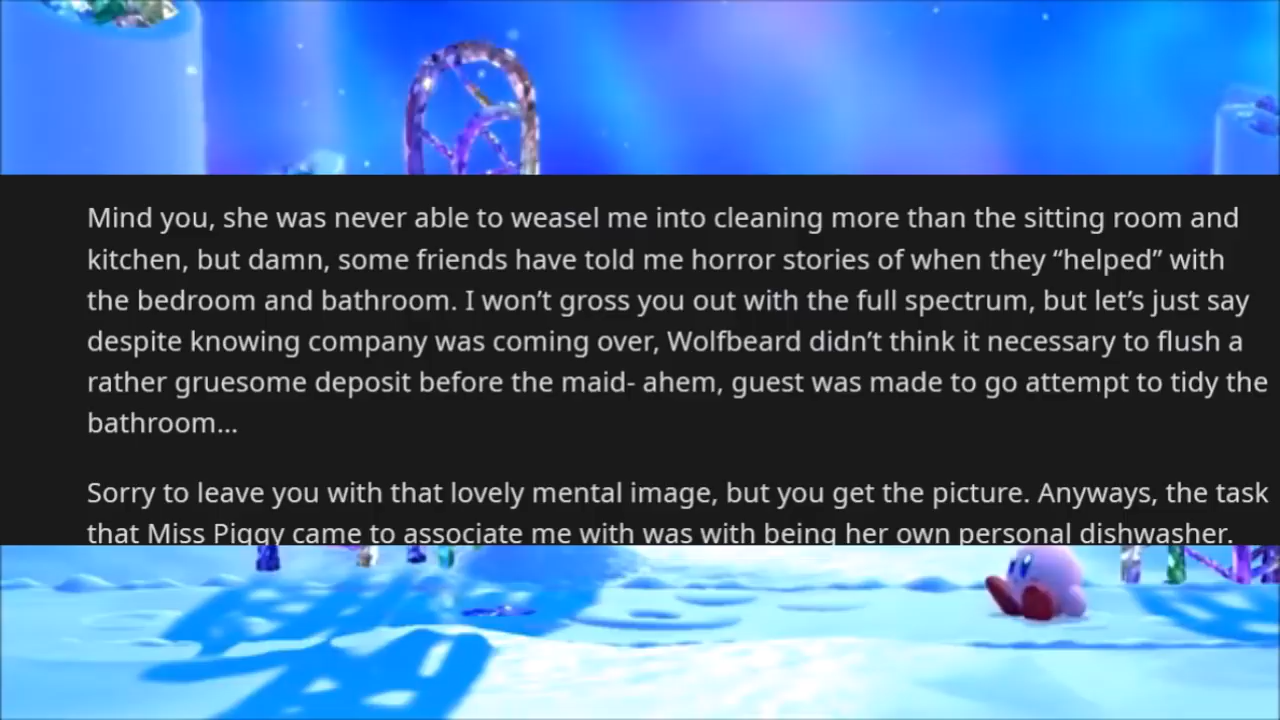 Mind you, she was never able to weasel me into cleaning more than the sitting room and
kitchen, but damn, some friends have told me horror stories of when they “helped” with
the bedroom and bathroom. I won’t gross you out with the full spectrum, but let’s just say
despite knowing company was coming over, Wolfbeard didn’t think it necessary to flush a
rather gruesome deposit before the maid- ahem, guest was made to go attempt to tidy the
bathroom…
Sorry to leave you with that lovely mental image, but you get the picture. Anyways, the task
that Miss Piggy came to associate me with was with being her own personal dishwasher.